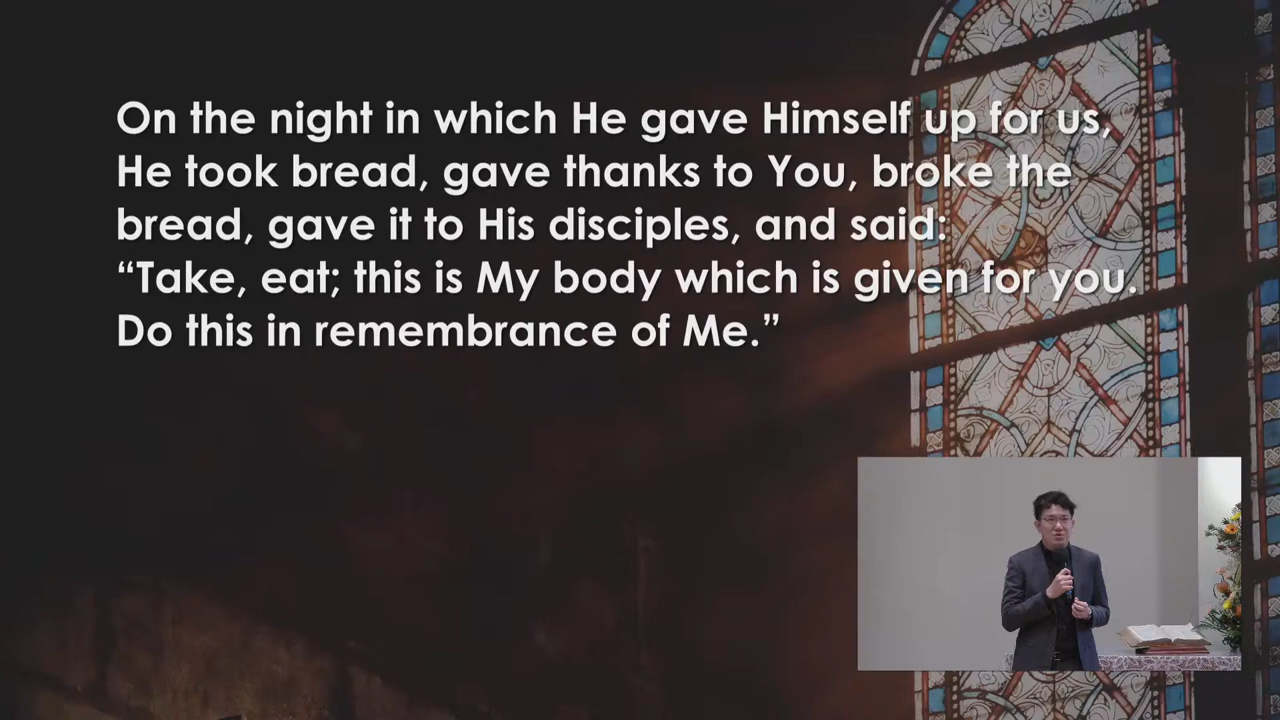 On the night in which He gave Himself up for us,
He took bread, gave thanks to You, broke the
bread, gave it to His disciples, and said:
“Take, eat; this is My body which is given for you.
Do this in remembrance of Me.”